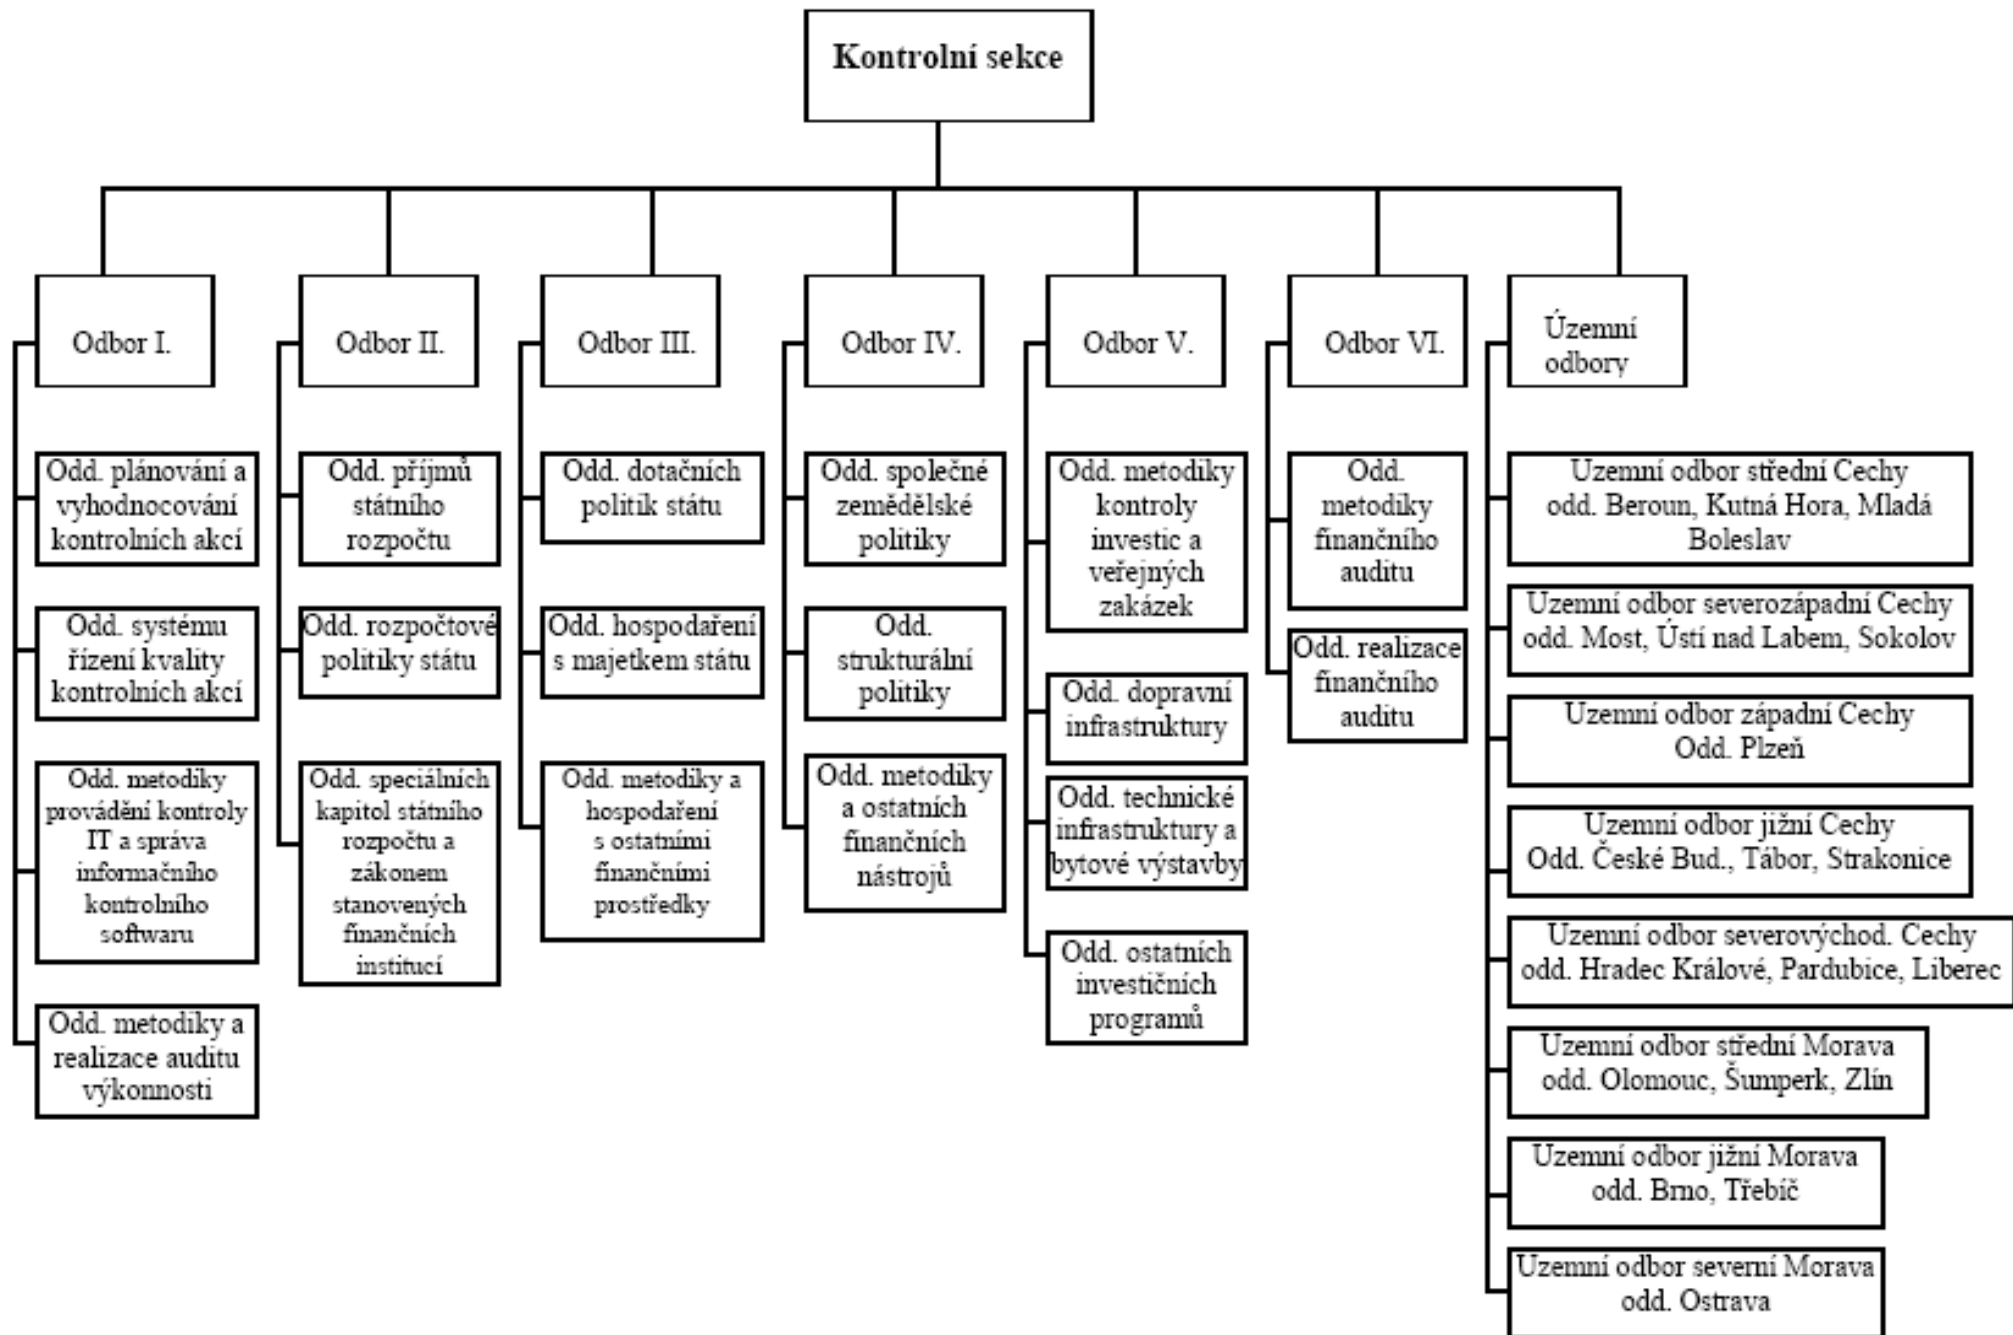 Kontrolní sekce
Odbor I.
Odd. plánování a
vyhodnocování
kontrolních akcí
Odd. systému
řízení kvality
kontrolních akcí
Odd. metodiky
provádění kontroly
IT a správa
informačního
kontrolního
softwaru
Odd. metodiky a
realizace auditu
výkonnosti
Odbor II.
Odd. příjmů
státního
rozpočtu
Odd. rozpočtové
politiky státu
Odd. speciálních
kapitol státního
rozpočtu a
zákonem
stanovených
finančních
institucí
Odbor III.
Odd. dotačních
politik státu
Odd. hospodaření
s majetkem státu
Odd. metodiky a
hospodaření
s ostatními
finančními
prostředky
Odbor IV.
Odd. společné
zemědělské
politiky
Odd.
strukturální
politiky
Odd. metodiky
a ostatních
finančních
nástrojů
Odbor V.
Odd. metodiky
kontroly
investic a
veřejných
zakázek
Odd. dopravní
infrastruktury
Odd. technické
infrastruktury a
bytové výstavby
Odd. ostatních
investičních
programů
Odbor VI.
Odd.
metodiky
finančního
auditu
Odd. realizace
finančního
auditu
Územní
odbory
Uzemní odbor střední Cechy
odd. Beroun, Kutná Hora, Mladá
Boleslav
Uzemní odbor severozápadní Cechy
odd. Most, Ústí nad Labem, Sokolov
Uzemní odbor západní Cechy
Odd. Plzeň
Uzemní odbor jižní Cechy
Odd. České Bud., Tábor, Strakonice
Uzemní odbor severovýchod. Cechy
odd. Hradec Králové, Pardubice, Liberec
Uzemní odbor střední Morava
odd. Olomouc, Šumperk, Zlín
Uzemní odbor jižní Morava
odd. Brno, Třebíč
Uzemní odbor severní Morava
odd. Ostrava